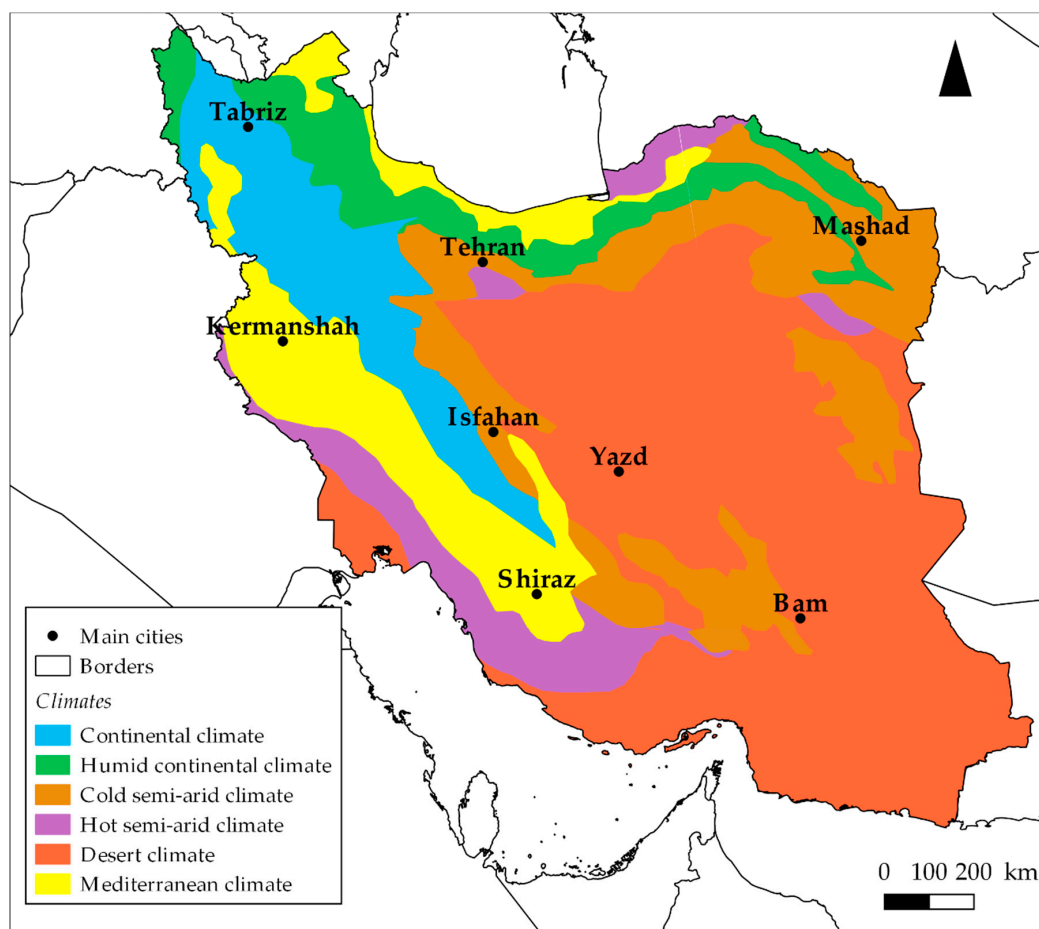 Tabriz
Mashad
Tehran
Kermanshah
Isfahan
Yazd
Shiraz
Bam
Main cities
Borders
Climates
Continental climate
Humid continental climate
Cold semi-arid climate
Hot semi-arid climate
Desert climate
Mediterranean climate
0 100 200 km